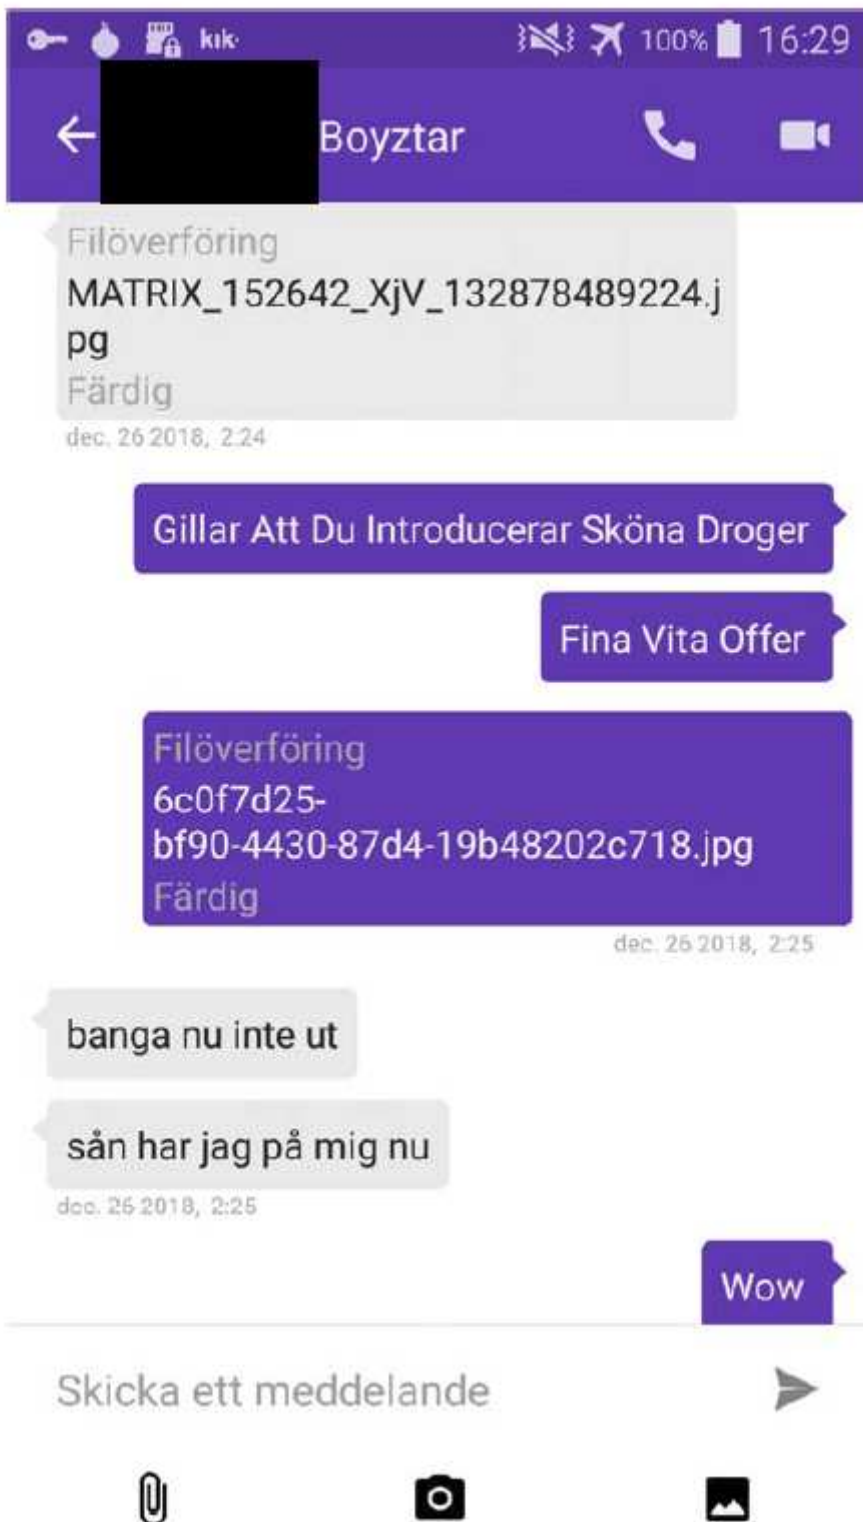 kik·
100%
16:29
Boyztar
Filöverföring
MATRIX_152642_XjV_132878489224.j
pg
Färdig
dec. 26 2018, 2:24
Gillar Att Du Introducerar Sköna Droger
Fina Vita Offer
Filöverföring
6c0f7d25-
bf90-4430-87d4-19b48202c718.jpg
Färdig
dec. 26 2018, 2:25
banga nu inte ut
sån har jag på mig nu
dec. 26 2018, 2:25
Wow
Skicka ett meddelande